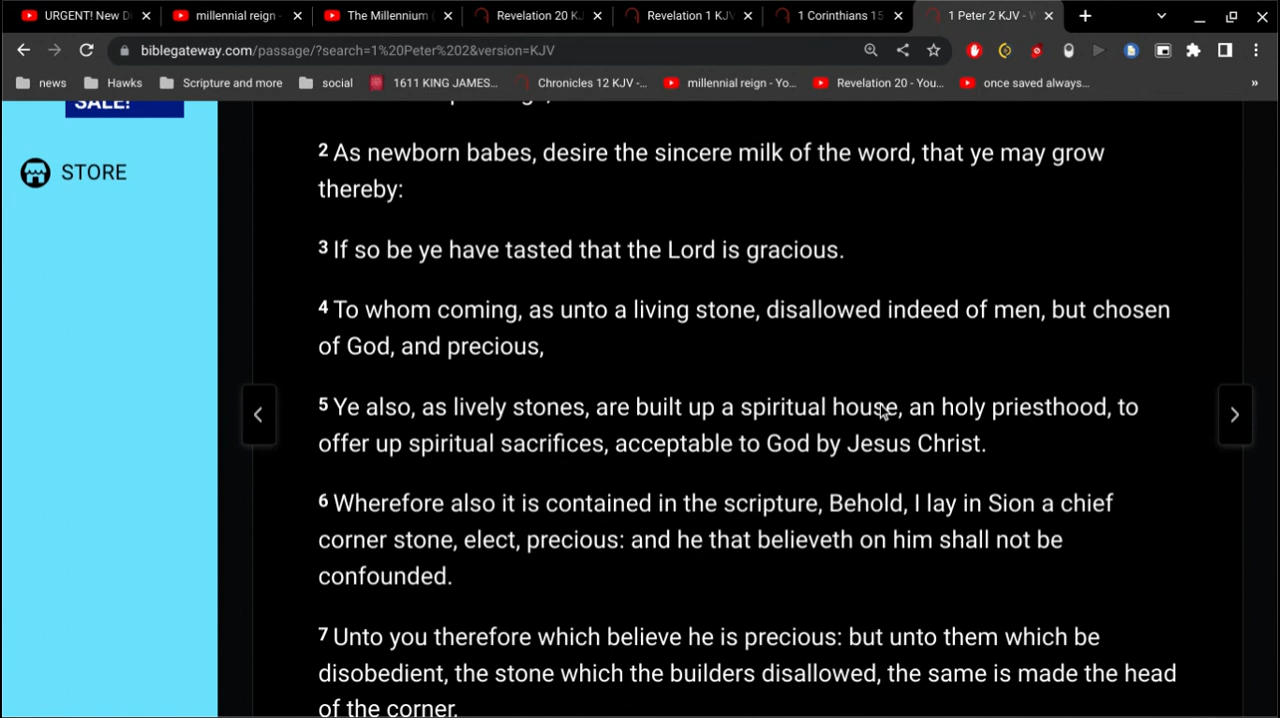 URGENT! New D
millennial reign -
The Millennium (
Revelation 20 KJ
Revelation 1 KJV
1 Corinthians 15
1 Peter 2 KJV - W
biblegateway.com/passage/?search=1%20Peter%202&version=KJV
news
Hawks
Scripture and more
social
1611 KING JAMES...
Chronicles 12 KJV -...
millennial reign - Yo...
Revelation 20 - You...
once saved always...
»
SALE!
STORE
2 As newborn babes, desire the sincere milk of the word, that ye may grow
thereby:
3 If so be ye have tasted that the Lord is gracious.
4 To whom coming, as unto a living stone, disallowed indeed of men, but chosen
of God, and precious,
5 Ye also, as lively stones, are built up a spiritual house, an holy priesthood, to
offer up spiritual sacrifices, acceptable to God by Jesus Christ.
6 Wherefore also it is contained in the scripture, Behold, I lay in Sion a chief
corner stone, elect, precious: and he that believeth on him shall not be
confounded.
7 Unto you therefore which believe he is precious: but unto them which be
disobedient, the stone which the builders disallowed, the same is made the head
of the corner,